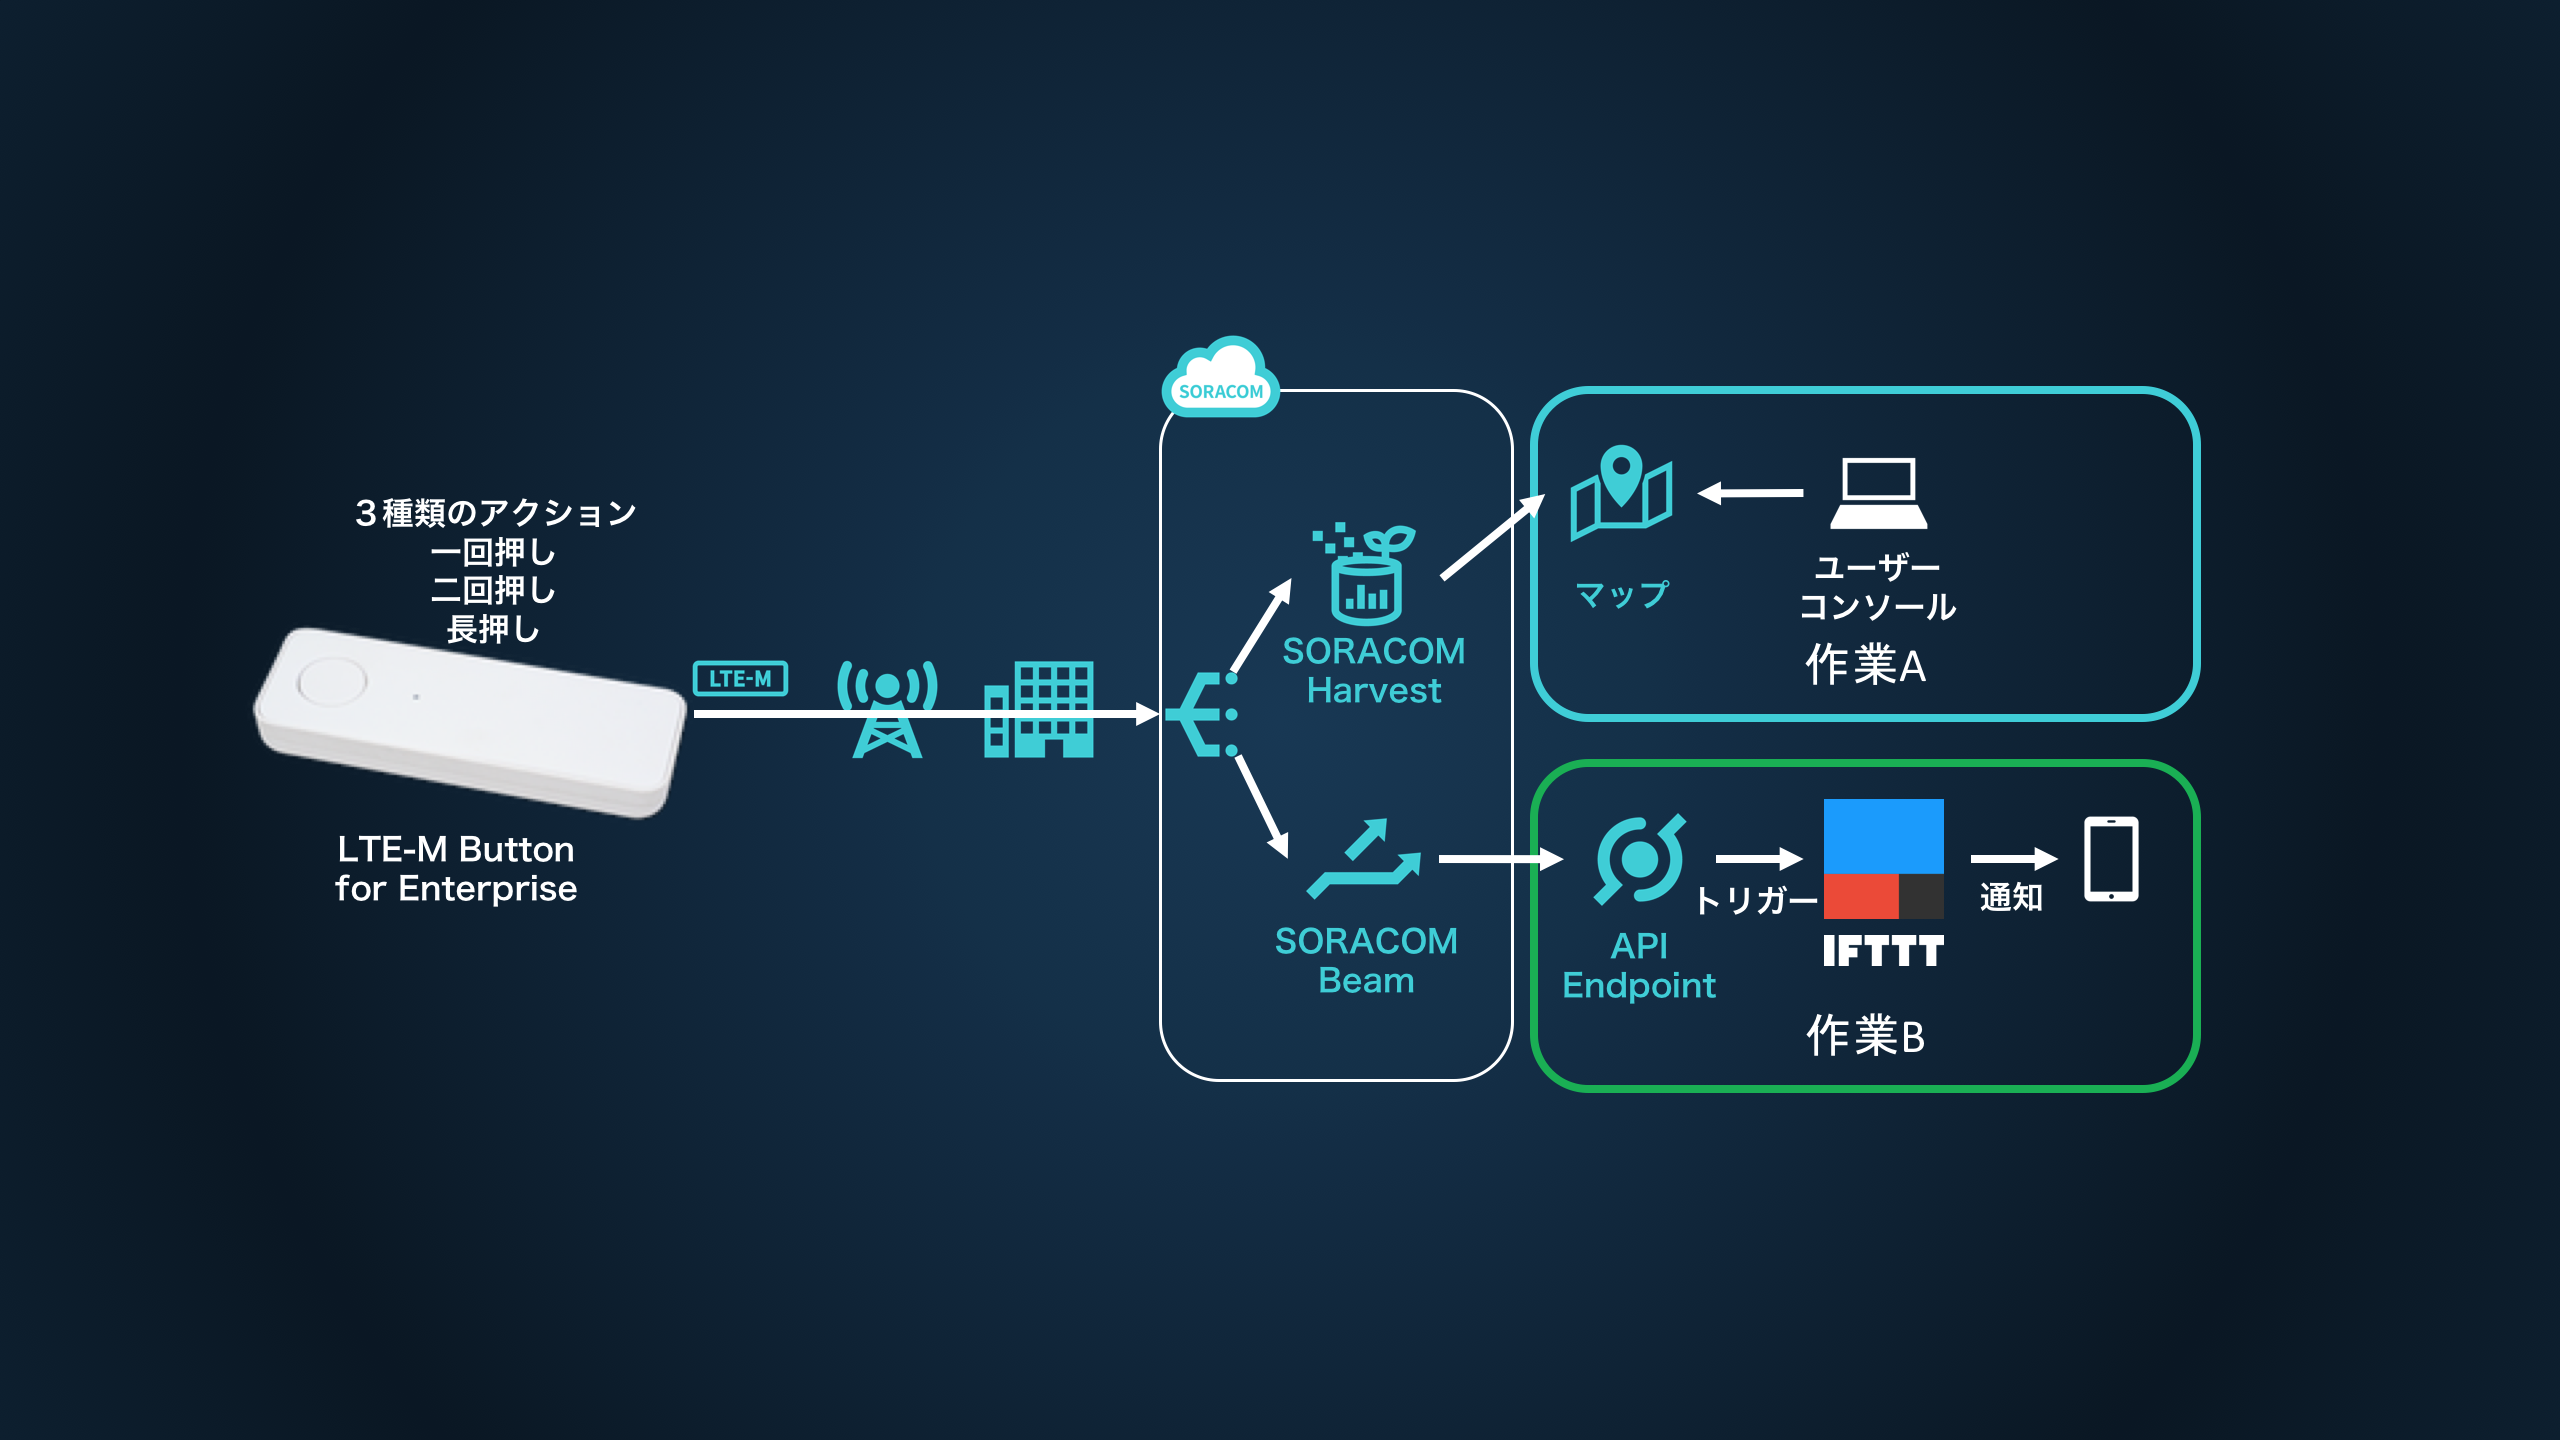 ３種類のアクション
一回押し
二回押し
長押し
LTE-M Button
for Enterprise
LTE-M
SORACOM
SORACOM
Harvest
SORACOM
Beam
マップ
ユーザー
コンソール
作業A
API
Endpoint
トリガー
IFTTT
通知
作業B